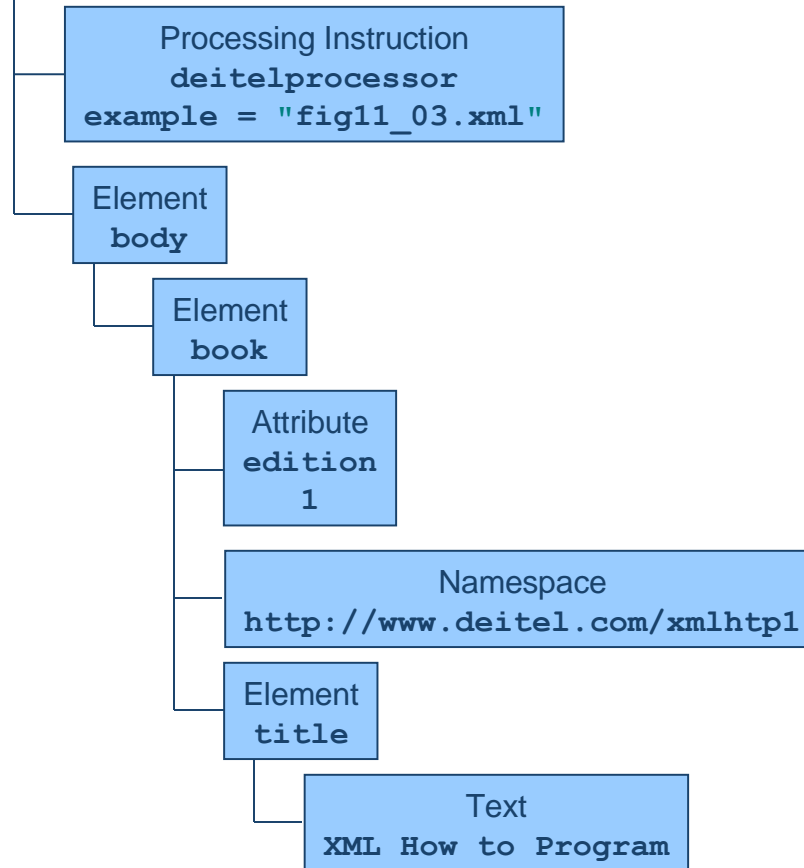 Processing Instruction
deitelprocessor
example = "fig11_03.xml"
Element
body
Element
book
Attribute
edition
1
Namespace
http://www.deitel.com/xmlhtp1
Element
title
Text
XML How to Program